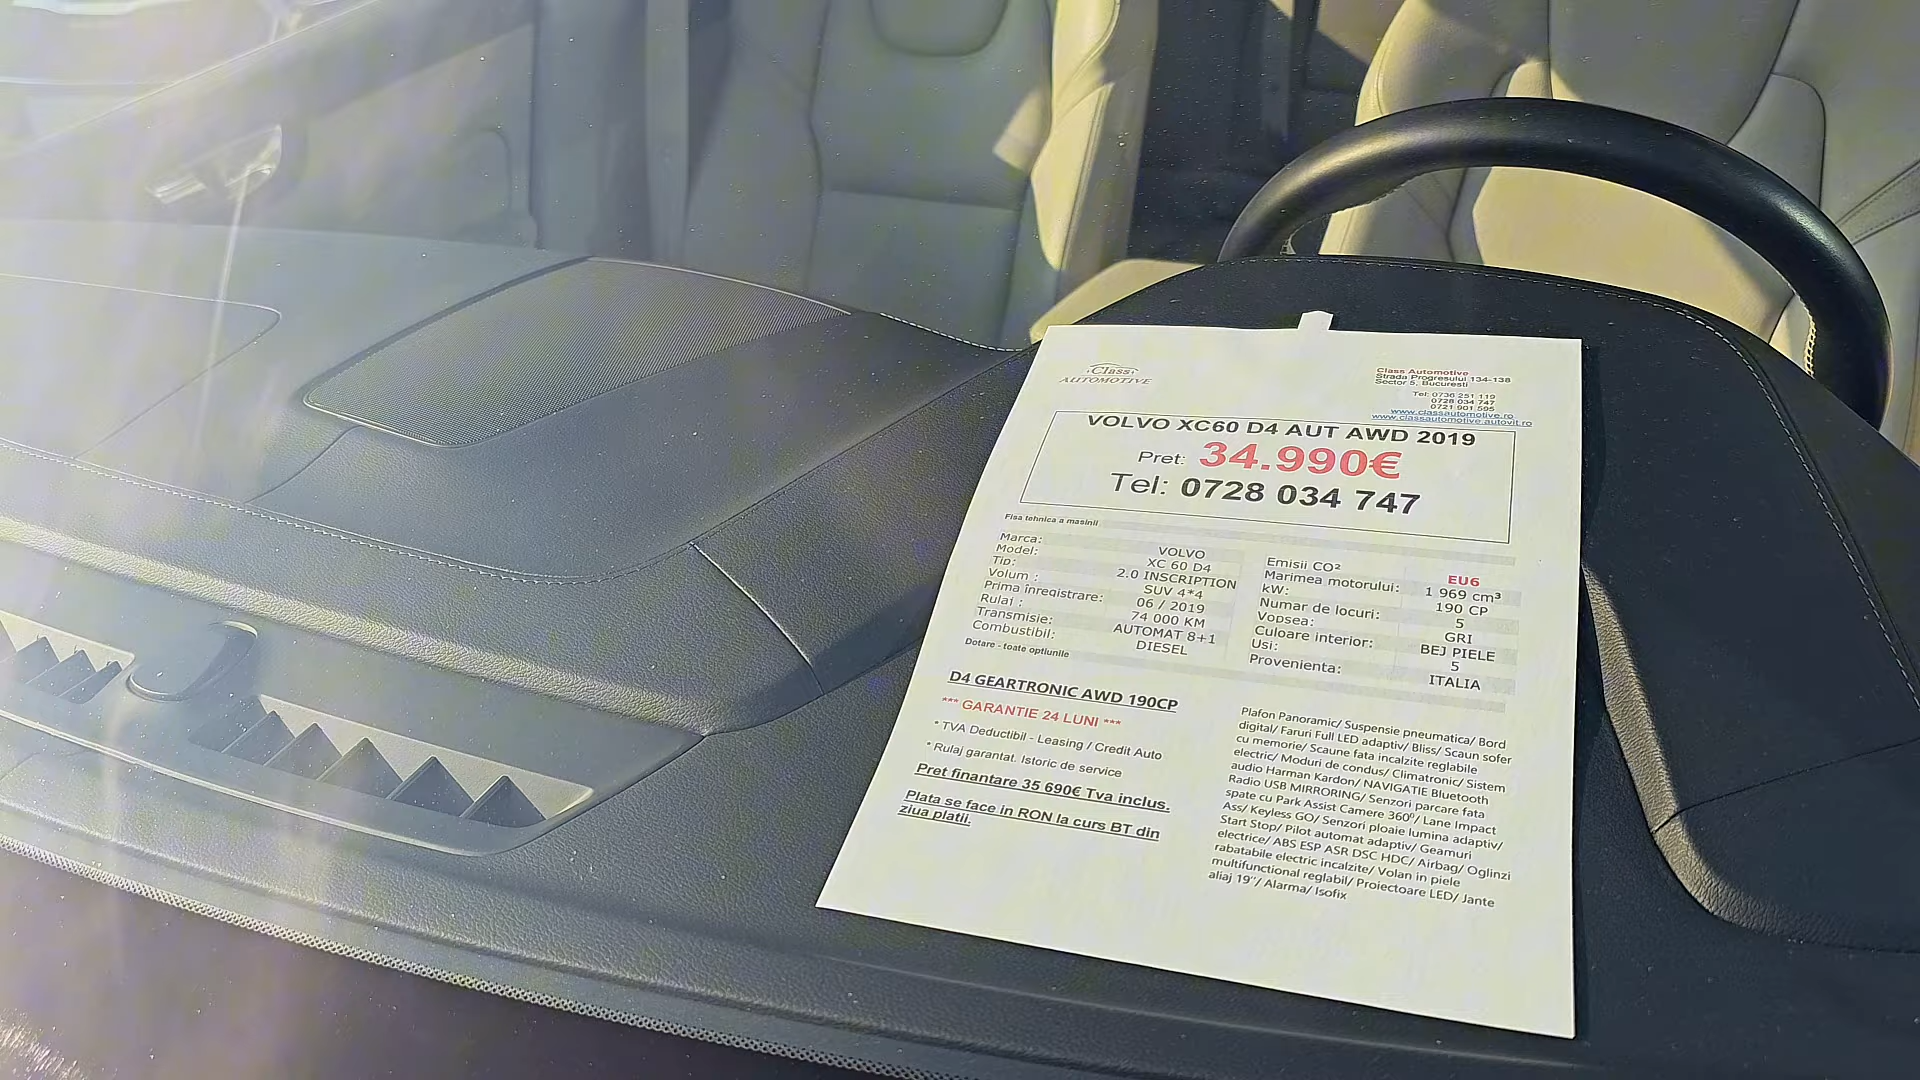 Class
AUTOMOTIVE
Class Automotive
Strada Progresului 134-138
Sector 5, Bucuresti
Tel: 0736 251 119
0728 034 747
0721 901 595
www.classautomotive.ro
www.classautomotive.autovit.ro
VOLVO XC60 D4 AUT AWD 2019
Pret: 34.990€
Tel: 0728 034 747
Fisa tehnica a masinii
Marca: VOLVO
Model: XC 60 D4
Tip: 2.0 INSCRIPTION
Volum : SUV 4*4
Prima înregistrare: 06 / 2019
Rulaj : 74 000 KM
Transmisie: AUTOMAT 8+1
Combustibil: DIESEL
Emisii CO² EU6
Marimea motorului: 1 969 cm³
kW: 190 CP
Numar de locuri: 5
Vopsea: GRI
Culoare interior: BEJ PIELE
Usi: 5
Provenienta: ITALIA
Dotare - toate optiunile
D4 GEARTRONIC AWD 190CP
*** GARANTIE 24 LUNI ***
* TVA Deductibil - Leasing / Credit Auto
* Rulaj garantat. Istoric de service
Pret finantare 35 690€ Tva inclus.
Plata se face in RON la curs BT din
ziua platii.
Plafon Panoramic/ Suspensie pneumatica/ Bord
digital/ Faruri Full LED adaptiv/ Bliss/ Scaun sofer
cu memorie/ Scaune fata incalzite reglabile
electric/ Moduri de condus/ Climatronic/ Sistem
audio Harman Kardon/ NAVIGATIE Bluetooth
Radio USB MIRRORING/ Senzori parcare fata
spate cu Park Assist Camere 360⁰/ Lane Impact
Ass/ Keyless GO/ Senzori ploaie lumina adaptiv/
Start Stop/ Pilot automat adaptiv/ Geamuri
electrice/ ABS ESP ASR DSC HDC/ Airbag/ Oglinzi
rabatabile electric incalzite/ Volan in piele
multifunctional reglabil/ Proiectoare LED/ Jante
aliaj 19''/ Alarma/ Isofix